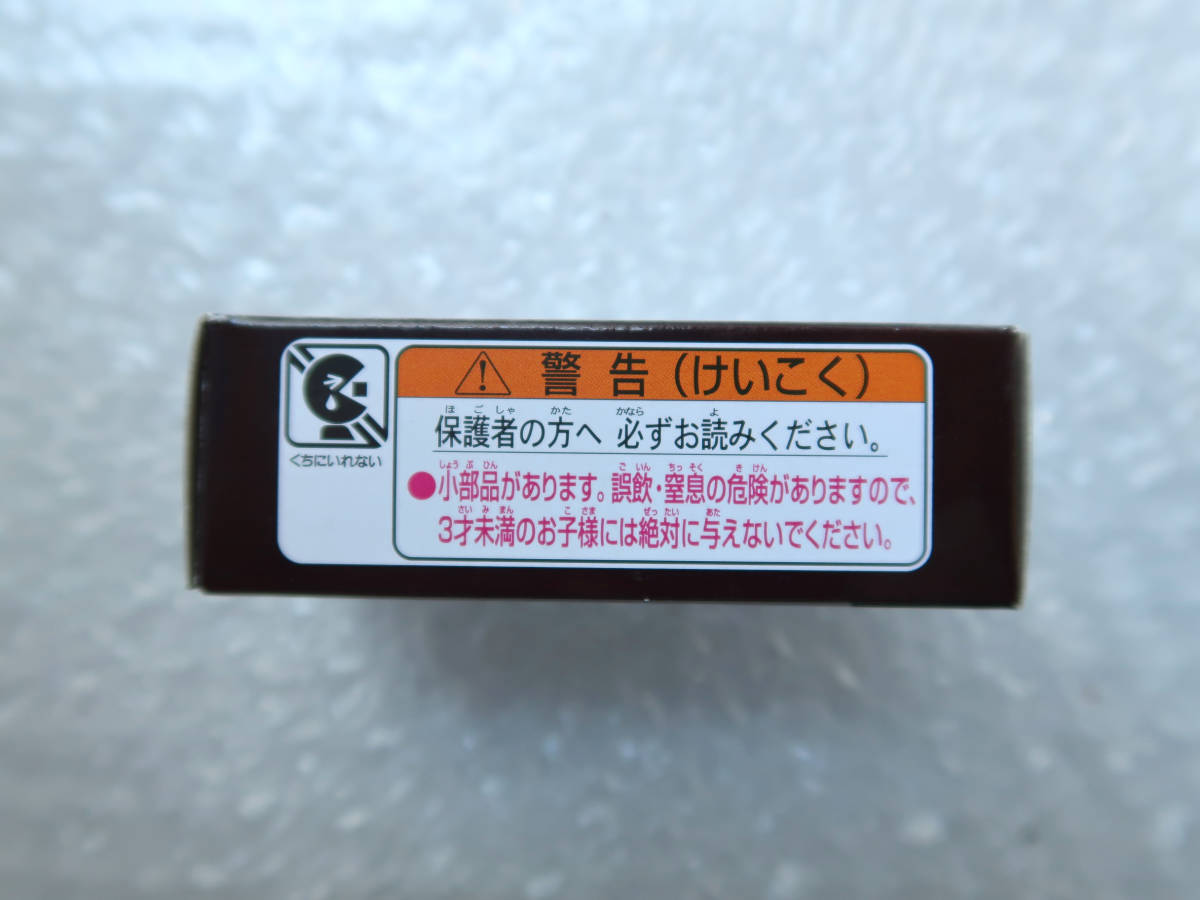 警告（けいこく）
保護者の方へ 必ずお読みください。
●小部品があります。誤飲・窒息の危険がありますので、
3才未満のお子様には絶対に与えないでください。
くちにいれない